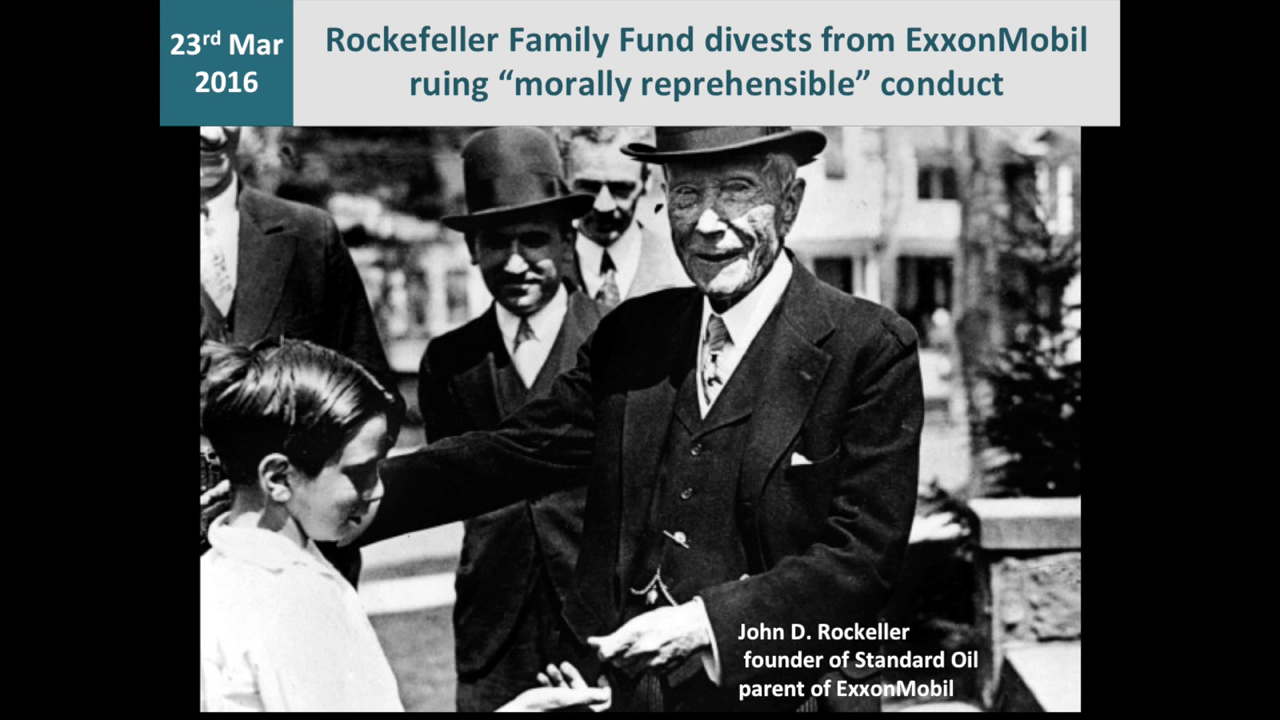 23rd Mar
2016
Rockefeller Family Fund divests from ExxonMobil
ruing “morally reprehensible” conduct
John D. Rockeller
founder of Standard Oil
parent of ExxonMobil